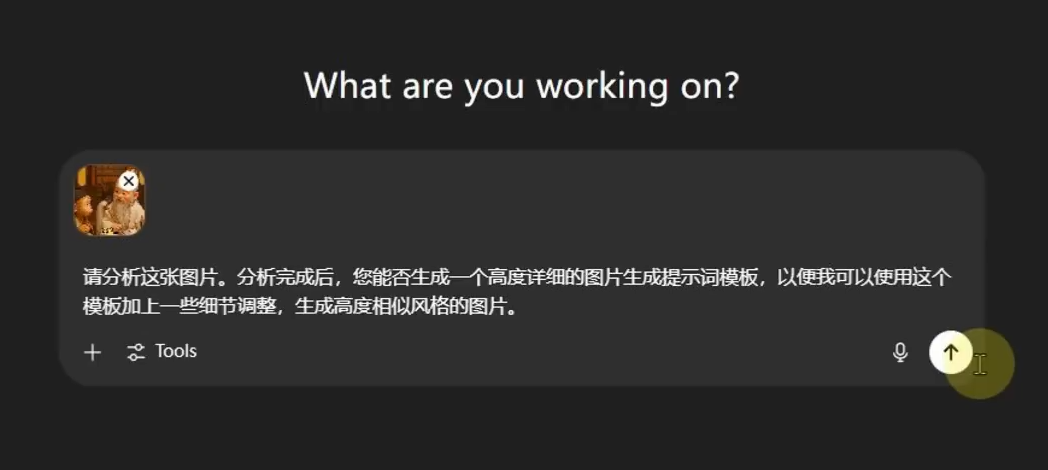 What are you working on?
请分析这张图片。分析完成后，您能否生成一个高度详细的图片生成提示词模板，以便我可以使用这个
模板加上一些细节调整，生成高度相似风格的图片。
Tools